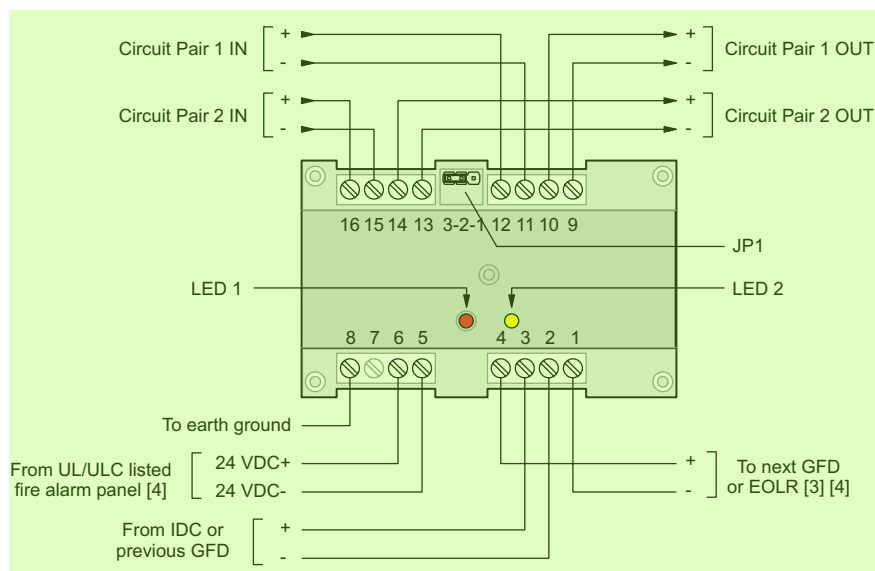 Circuit Pair 1 IN + -
+ - Circuit Pair 1 OUT
Circuit Pair 2 IN + -
+ - Circuit Pair 2 OUT
16 15 14 13 3-2-1 12 11 10 9
JP1
LED 1
LED 2
8 7 6 5 4 3 2 1
To earth ground
From UL/ULC listed
fire alarm panel [4]
24 VDC+
24 VDC-
+ -
To next GFD
or EOLR [3] [4]
From IDC or
previous GFD
+ -